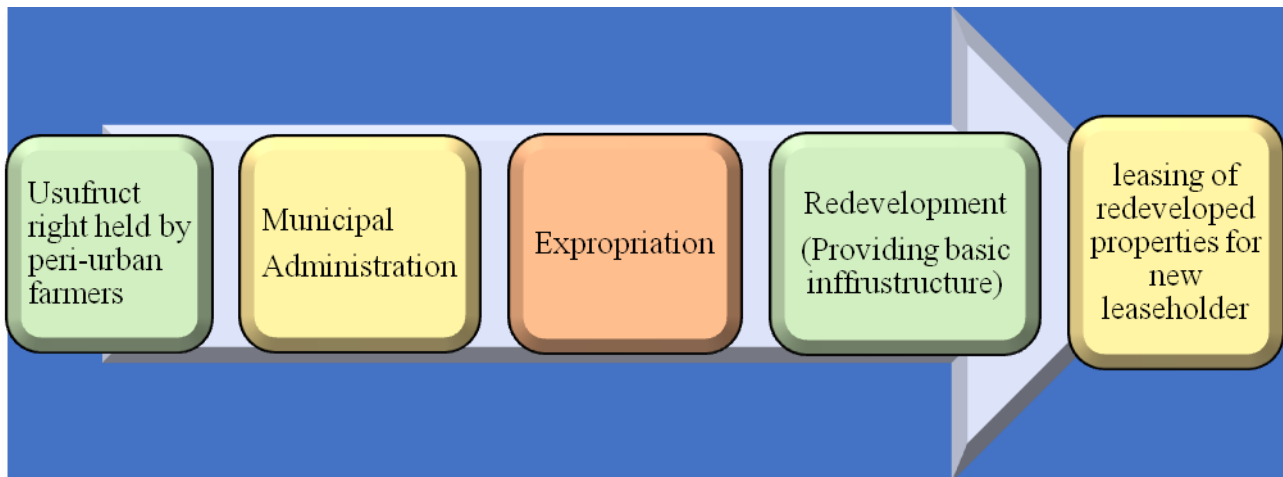 Usufruct
right held by
peri-urban
farmers
Municipal
Administration
Expropriation
Redevelopment
(Providing basic
inffrustructure)
leasing of
redeveloped
properties for
new
leaseholder